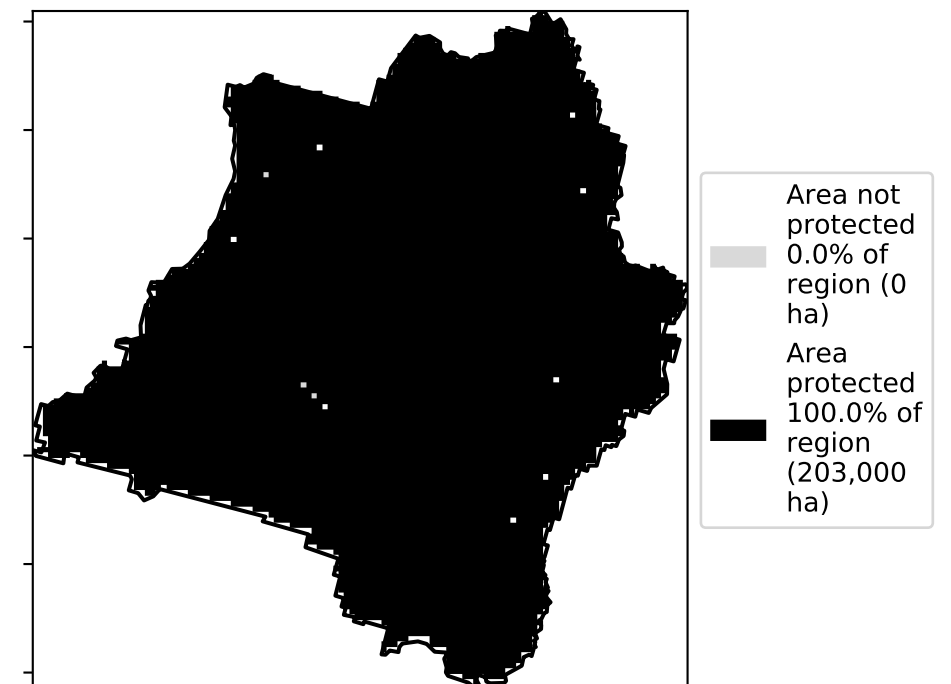 Area not
protected
0.0% of
region (0
ha)
Area
protected
100.0% of
region
(203,000
ha)